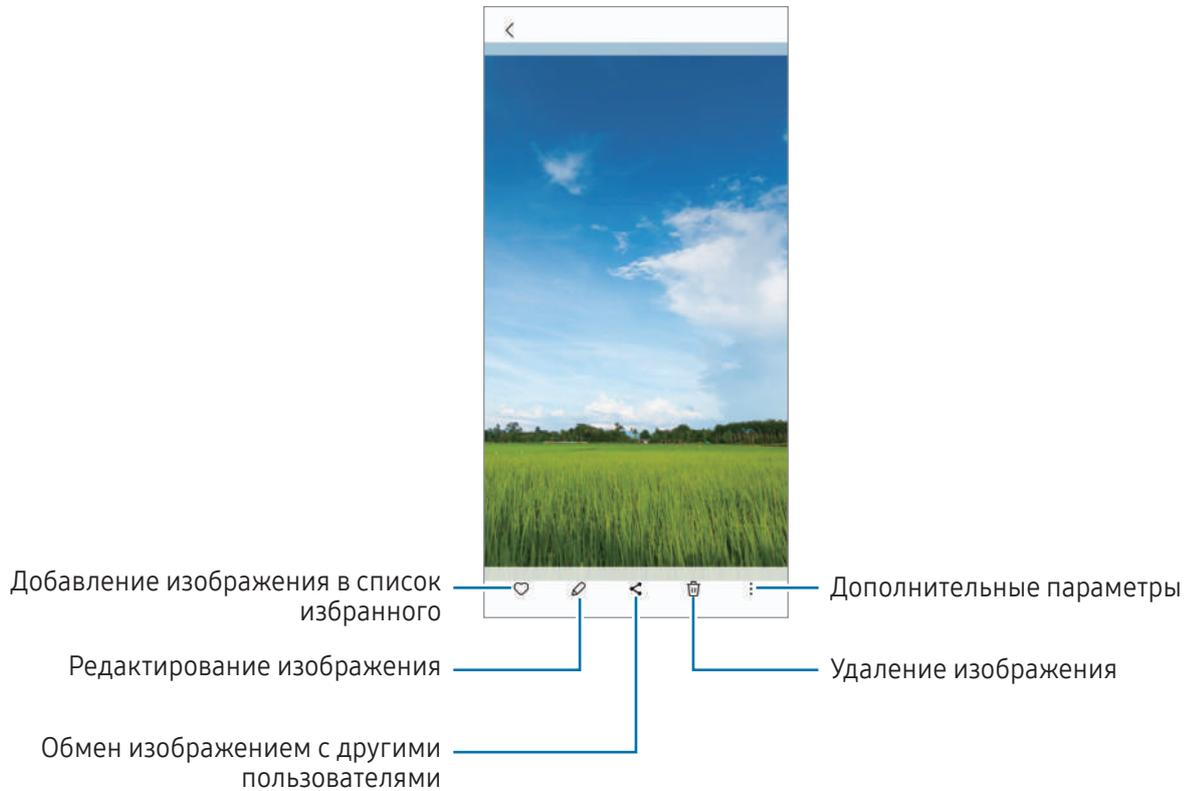 Добавление изображения в список
избранного
Редактирование изображения
Обмен изображением с другими
пользователями
Дополнительные параметры
Удаление изображения